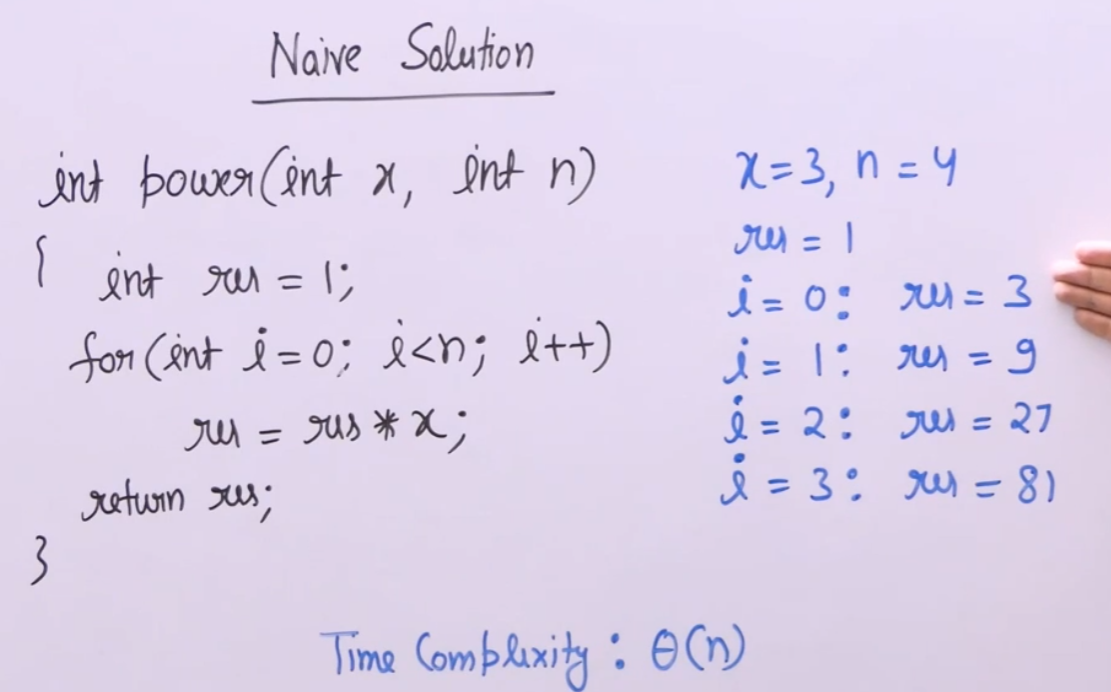 Naive Solution
int power(int x, int n)
{ int res = 1;
for(int i=0; i<n; i++)
res = res * x;
return res;
}
x=3, n = 4
res = 1
i = 0: res = 3
i = 1: res = 9
i = 2: res = 27
i = 3: res = 81
Time Complexity : θ(n)